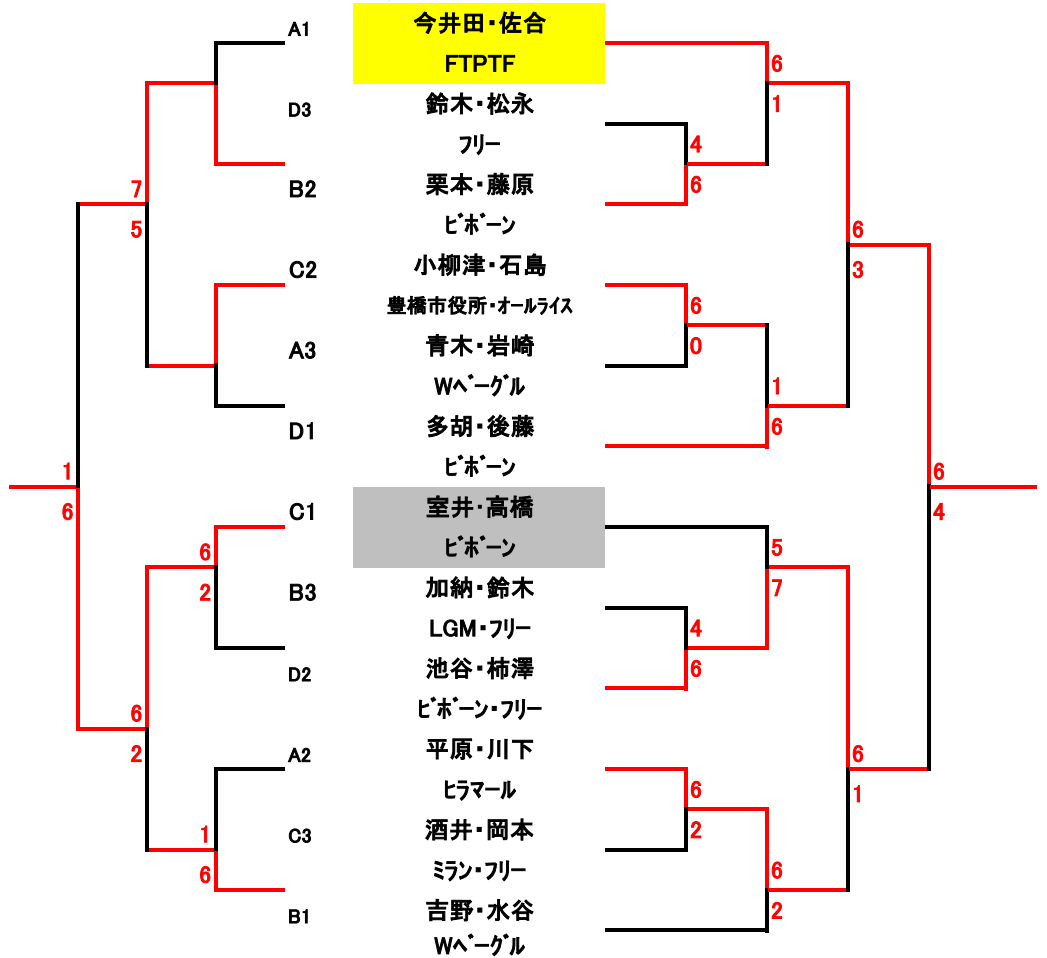 A1 今井田・佐合
FTPTF 6
D3 鈴木・松永 1
フリー 4
7 B2 栗本・藤原 6
5 ビボーン 6
C2 小柳津・石島 3
豊橋市役所・オールライス 6
A3 青木・岩崎 0
Wベーグル 1
D1 多胡・後藤 6
1 ビボーン 6
6 C1 室井・高橋 4
6 ビボーン 5
2 B3 加納・鈴木 7
LGM・フリー 4
D2 池谷・柿澤 6
6 ビボーン・フリー
2 A2 平原・川下 6
ヒラマール 6 1
1 C3 酒井・岡本 2
6 ミラン・フリー 6
B1 吉野・水谷 2
Wベーグル